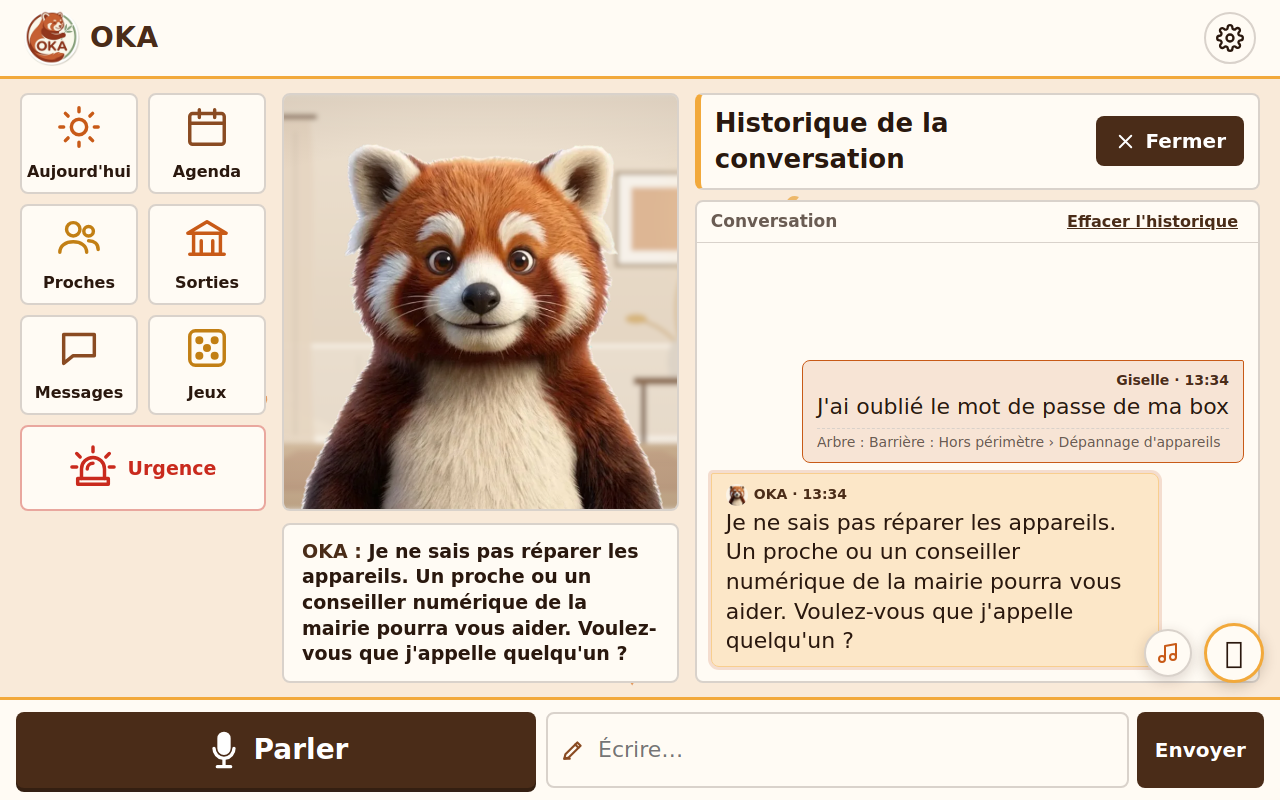 OKA
OKA
Aujourd'hui
Agenda
Proches
Sorties
Messages
Jeux
Urgence
OKA : Je ne sais pas réparer les
appareils. Un proche ou un
conseiller numérique de la
mairie pourra vous aider. Voulez-
vous que j'appelle quelqu'un ?
Historique de la
conversation
Fermer
Conversation
Effacer l'historique
Giselle · 13:34
J'ai oublié le mot de passe de ma box
Arbre : Barrière : Hors périmètre › Dépannage d'appareils
OKA · 13:34
Je ne sais pas réparer les appareils.
Un proche ou un conseiller
numérique de la mairie pourra vous
aider. Voulez-vous que j'appelle
quelqu'un ?
Parler
Écrire...
Envoyer